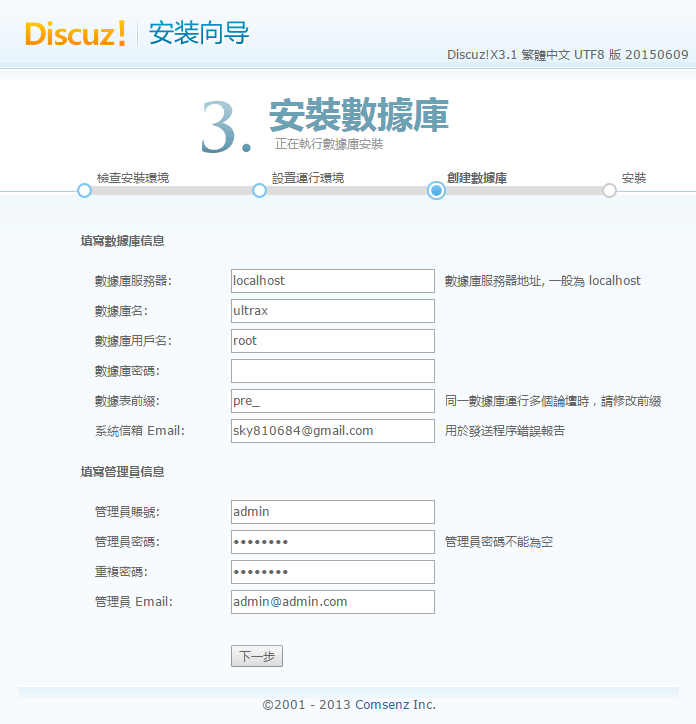 Discuz! 安装向导
Discuz!X3.1 繁體中文 UTF8 版 20150609
3. 安裝數據庫
正在執行數據庫安裝
檢查安裝環境 設置運行環境 創建數據庫 安裝
填寫數據庫信息
數據庫服務器: localhost 數據庫服務器地址, 一般為 localhost
數據庫名: ultrax
數據庫用戶名: root
數據庫密碼:
數據表前綴: pre_ 同一數據庫運行多個論壇時，請修改前綴
系統信箱 Email: sky810684@gmail.com 用於發送程序錯誤報告
填寫管理員信息
管理員賬號: admin
管理員密碼: •••••••• 管理員密碼不能為空
重複密碼: ••••••••
管理員 Email: admin@admin.com
下一步
©2001 - 2013 Comsenz Inc.